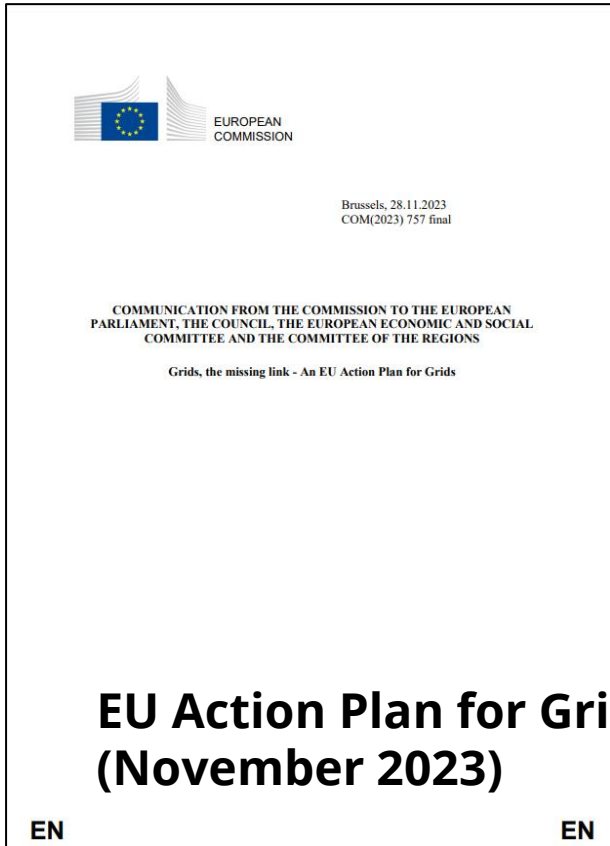 EUROPEAN
COMMISSION
Brussels, 28.11.2023
COM(2023) 757 final
COMMUNICATION FROM THE COMMISSION TO THE EUROPEAN
PARLIAMENT, THE COUNCIL, THE EUROPEAN ECONOMIC AND SOCIAL
COMMITTEE AND THE COMMITTEE OF THE REGIONS
Grids, the missing link - An EU Action Plan for Grids
EU Action Plan for Gri
(November 2023)
EN EN